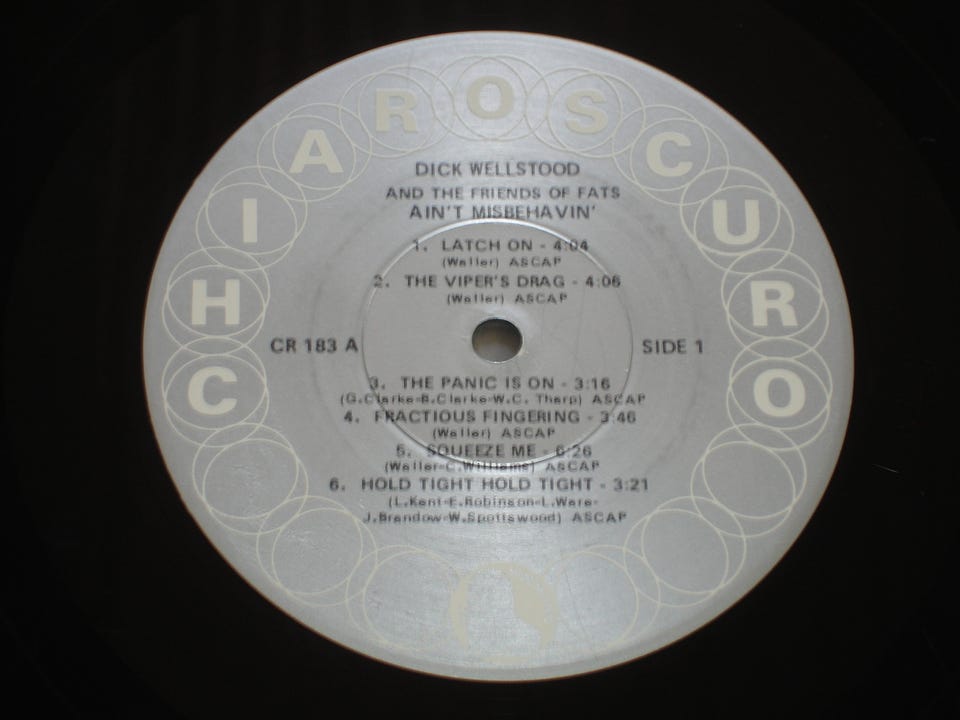 CHIAROSCURO
DICK WELLSTOOD
AND THE FRIENDS OF FATS
AIN'T MISBEHAVIN'
1. LATCH ON - 4:04
(Waller) ASCAP
2. THE VIPER'S DRAG - 4:06
(Waller) ASCAP
CR 183 A
SIDE 1
3. THE PANIC IS ON - 3:16
(G.Clarke-B.Clarke-W.C. Tharp) ASCAP
4. FRACTIOUS FINGERING - 3:46
(Waller) ASCAP
5. SQUEEZE ME - 6:26
(Waller-C.Williams) ASCAP
6. HOLD TIGHT HOLD TIGHT - 3:21
(L.Kent-E.Robinson-L.Ware-
J.Brandow-W.Spottswood) ASCAP